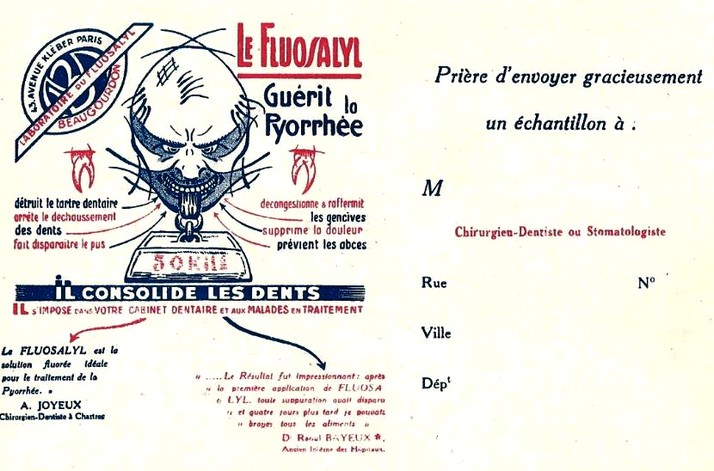 43, AVENUE KLÉBER PARIS
LABORATOIRE DU FLUOSALYL
BEAUGOURDON
LE FLUOSALYL
Guérit la
Pyorrhée
détruit le tartre dentaire
arrête le dechaussement
des dents
fait disparaitre le pus
decongestionne & raffermit
les gencives
supprime la douleur
prévient les abces
50 KILOS
IL CONSOLIDE LES DENTS
IL S'IMPOSE DANS VOTRE CABINET DENTAIRE ET AUX MALADES EN TRAITEMENT
Le FLUOSALYL est la
solution fluorée idéale
pour le traitement de la
Pyorrhée. »
A. JOYEUX
Chirurgien-Dentiste à Chartres
« .....Le Résultat fut impressionnant: après
« la première application de FLUOSA
« LYL, toute suppuration avait disparu
« et quatre jours plus tard je pouvais
« broyer tous les aliments »
Dr Raoul BAYEUX *,
Ancien Interne des Hôpitaux.
Prière d'envoyer gracieusement
un échantillon à :
M
Chirurgien-Dentiste ou Stomatologiste
Rue Nº
Ville
Dépt